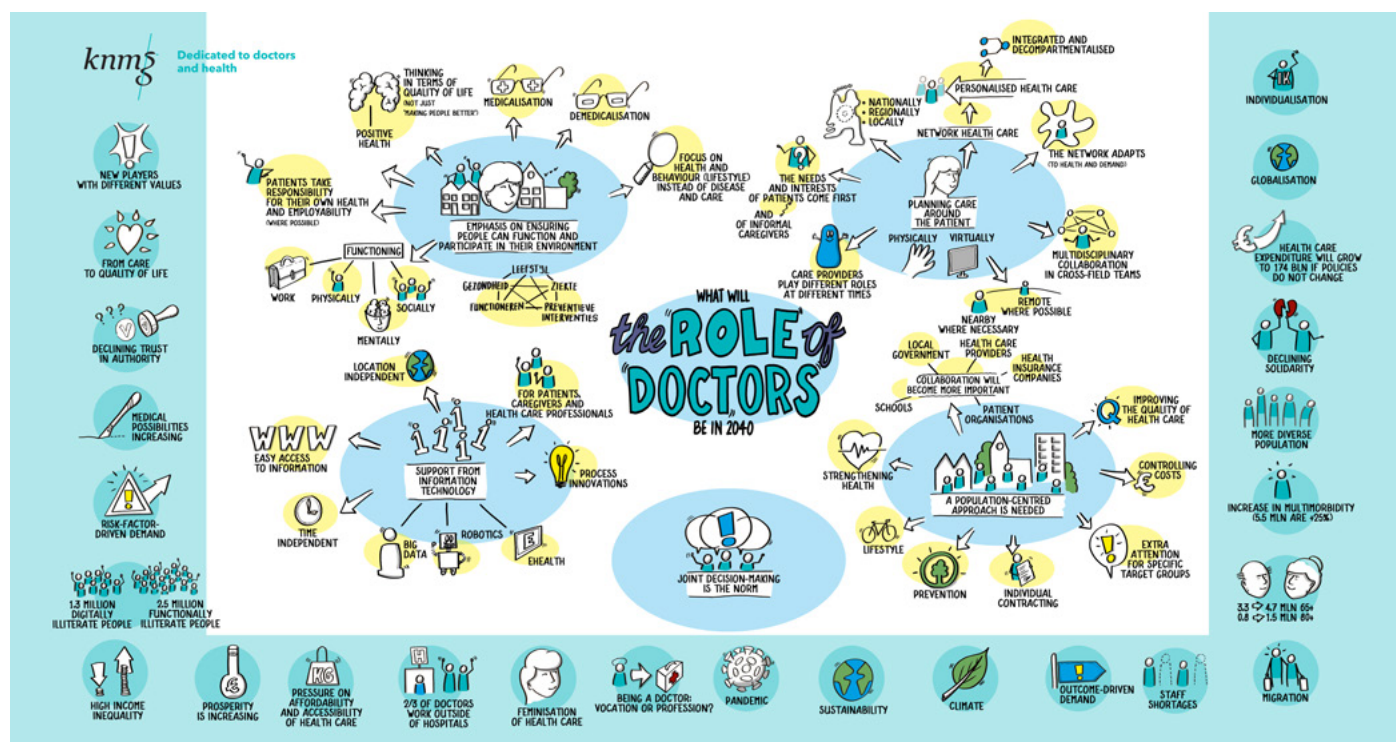 knmg
Dedicated to doctors
and health
NEW PLAYERS
WITH DIFFERENT VALUES
FROM CARE
TO QUALITY OF LIFE
???
V
DECLINING TRUST
IN AUTHORITY
MEDICAL
POSSIBILITIES
INCREASING
!
RISK-FACTOR-
DRIVEN DEMAND
1.3 MILLION
DIGITALLY
ILLITERATE PEOPLE
2.5 MILLION
FUNCTIONALLY
ILLITERATE PEOPLE
THINKING
IN TERMS OF
QUALITY OF LIFE
(NOT JUST
"MAKING PEOPLE BETTER")
POSITIVE
HEALTH
MEDICALISATION
DEMEDICALISATION
PATIENTS TAKE
RESPONSIBILITY
FOR THEIR OWN HEALTH
AND EMPLOYABILITY
(WHERE POSSIBLE)
FOCUS ON
HEALTH AND
BEHAVIOUR (LIFESTYLE)
INSTEAD OF DISEASE
AND CARE
EMPHASIS ON ENSURING
PEOPLE CAN FUNCTION AND
PARTICIPATE IN THEIR ENVIRONMENT
FUNCTIONING
WORK
PHYSICALLY
MENTALLY
SOCIALLY
LEEFSTIJL
GEZONDHEID
ZIEKTE
FUNCTIONEREN
PREVENTIEVE
INTERVENTIES
INTEGRATED AND
DECOMPARTMENTALISED
PERSONALISED HEALTH CARE
• NATIONALLY
• REGIONALLY
• LOCALLY
NETWORK HEALTH CARE
THE NETWORK ADAPTS
(TO HEALTH AND DEMAND)
?
THE NEEDS
AND INTERESTS
OF PATIENTS COME FIRST
AND
OF INFORMAL
CAREGIVERS
PLANNING CARE
AROUND
THE PATIENT
PHYSICALLY
VIRTUALLY
CARE PROVIDERS
PLAY DIFFERENT ROLES
AT DIFFERENT TIMES
MULTIDISCIPLINARY
COLLABORATION
IN CROSS-FIELD TEAMS
REMOTE
WHERE POSSIBLE
NEARBY
WHERE NECESSARY
WHAT WILL
the "ROLE of
DOCTORS"
BE IN 2040
LOCATION
INDEPENDENT
FOR PATIENTS,
CAREGIVERS AND
HEALTH CARE PROFESSIONALS
WWW
EASY ACCESS
TO INFORMATION
i i i i i
SUPPORT FROM
INFORMATION
TECHNOLOGY
PROCESS
INNOVATIONS
TIME
INDEPENDENT
BIG
DATA
ROBOTICS
E
EHEALTH
!
JOINT DECISION-MAKING
IS THE NORM
LOCAL
GOVERNMENT
HEALTH CARE
PROVIDERS
HEALTH
INSURANCE
COMPANIES
COLLABORATION WILL
BECOME MORE IMPORTANT
SCHOOLS
PATIENT
ORGANISATIONS
Q
IMPROVING
THE QUALITY OF
HEALTH CARE
STRENGTHENING
HEALTH
A POPULATION-CENTRED
APPROACH IS NEEDED
€
CONTROLLING
COSTS
LIFESTYLE
PREVENTION
INDIVIDUAL
CONTRACTING
!
EXTRA
ATTENTION
FOR SPECIFIC
TARGET GROUPS
IK
INDIVIDUALISATION
GLOBALISATION
€
HEALTH CARE
EXPENDITURE WILL GROW
TO 174 BLN IF POLICIES
DO NOT CHANGE
DECLINING
SOLIDARITY
MORE DIVERSE
POPULATION
INCREASE IN MULTIMORBIDITY
(5.5 MLN ARE +25%)
3.3 ⇨ 4.7 MLN 65+
0.8 ⇨ 1.5 MLN 80+
HIGH INCOME
INEQUALITY
€
PROSPERITY
IS INCREASING
KG
PRESSURE ON
AFFORDABILITY
AND ACCESSIBILITY
OF HEALTH CARE
H
2/3 OF DOCTORS
WORK OUTSIDE
OF HOSPITALS
FEMINISATION
OF HEALTH CARE
BEING A DOCTOR:
VOCATION OR PROFESSION?
PANDEMIC
SUSTAINABILITY
CLIMATE
!
OUTCOME-DRIVEN
DEMAND
STAFF
SHORTAGES
MIGRATION